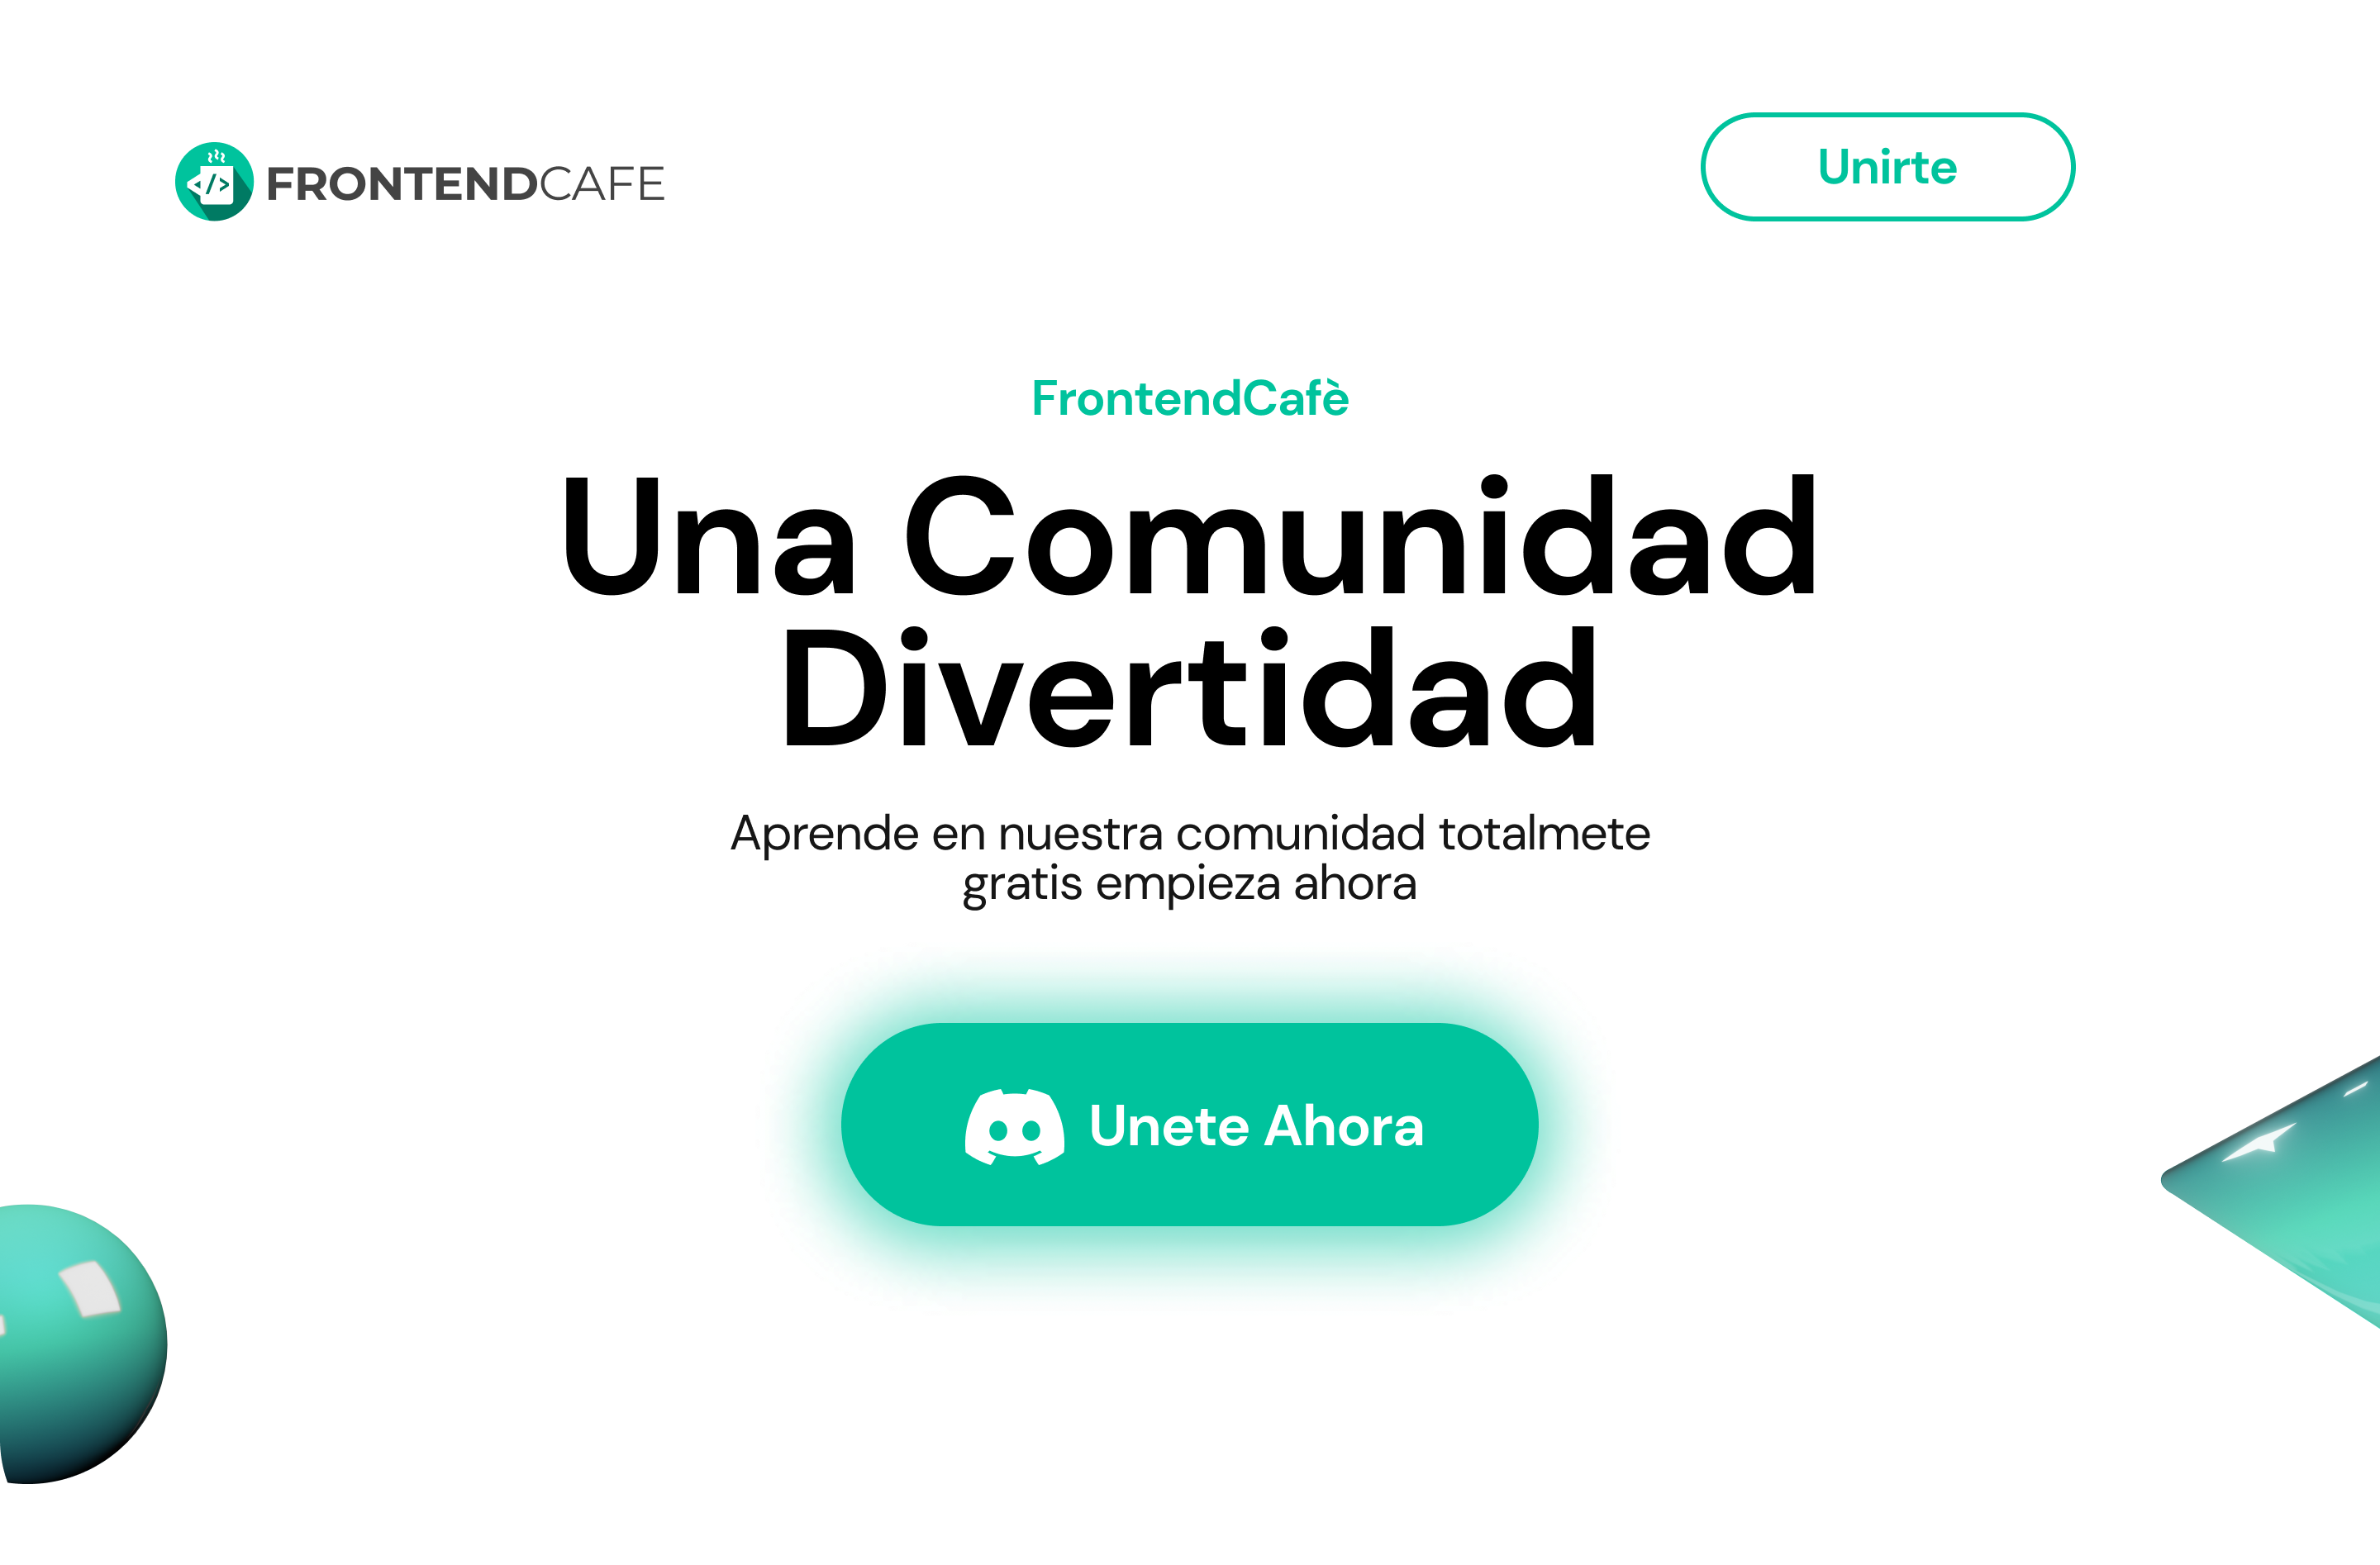 FRONTENDCAFE
Unirte
FrontendCafè
Una Comunidad
Divertidad
Aprende en nuestra comunidad totalmete
gratis empieza ahora
Unete Ahora